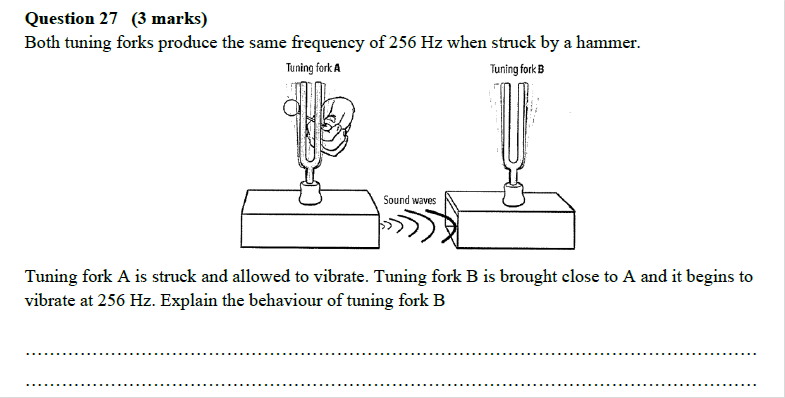 Question 27 (3 marks)
Both tuning forks produce the same frequency of 256 Hz when struck by a hammer.
Tuning fork A
Tuning fork B
Sound waves
Tuning fork A is struck and allowed to vibrate. Tuning fork B is brought close to A and it begins to
vibrate at 256 Hz. Explain the behaviour of tuning fork B